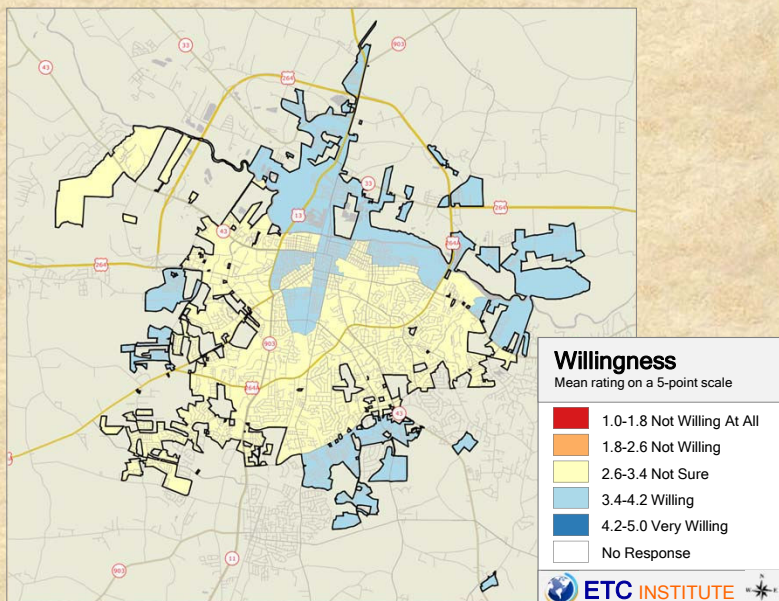 903
33
43
264
33
13
264
43
264A
264
903
264A
43
903
11
Willingness
Mean rating on a 5-point scale
1.0-1.8 Not Willing At All
1.8-2.6 Not Willing
2.6-3.4 Not Sure
3.4-4.2 Willing
4.2-5.0 Very Willing
No Response
ETC INSTITUTE